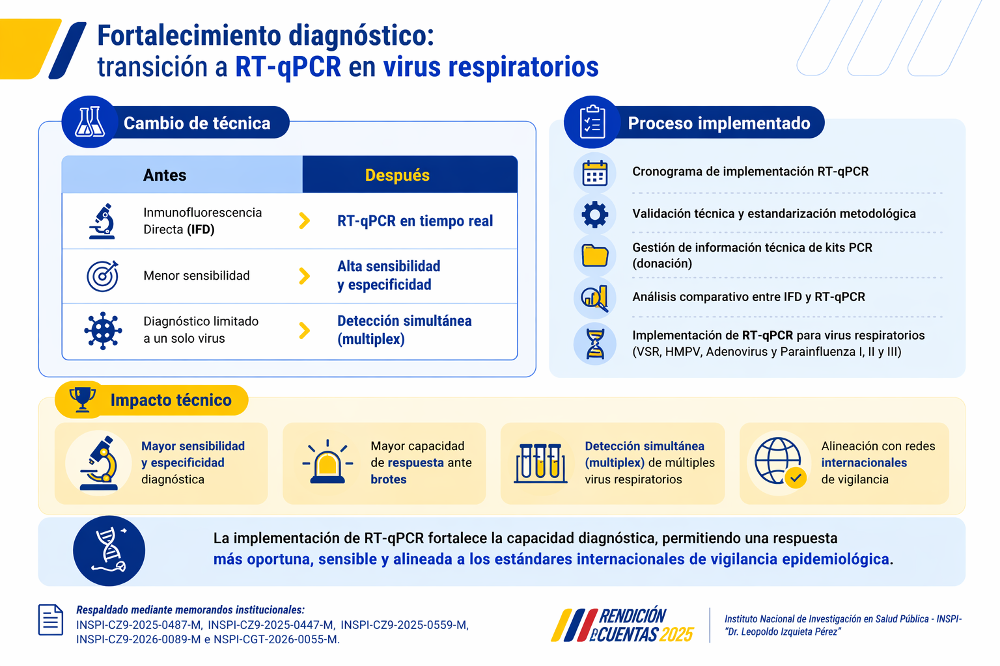 Fortalecimiento diagnóstico:
transición a RT-qPCR en virus respiratorios
Cambio de técnica
Antes
Después
Inmunofluorescencia
Directa (IFD)
RT-qPCR en tiempo real
Menor sensibilidad
Alta sensibilidad
y especificidad
Diagnóstico limitado
a un solo virus
Detección simultánea
(multiplex)
Proceso implementado
Cronograma de implementación RT-qPCR
Validación técnica y estandarización metodológica
Gestión de información técnica de kits PCR
(donación)
Análisis comparativo entre IFD y RT-qPCR
Implementación de RT-qPCR para virus respiratorios
(VSR, HMPV, Adenovirus y Parainfluenza I, II y III)
Impacto técnico
Mayor sensibilidad
y especificidad
diagnóstica
Mayor capacidad
de respuesta ante
brotes
Detección simultánea
(multiplex) de múltiples
virus respiratorios
Alineación con redes
internacionales
de vigilancia
La implementación de RT-qPCR fortalece la capacidad diagnóstica, permitiendo una respuesta
más oportuna, sensible y alineada a los estándares internacionales de vigilancia epidemiológica.
Respaldado mediante memorandos institucionales:
INSPI-CZ9-2025-0487-M, INSPI-CZ9-2025-0447-M, INSPI-CZ9-2025-0559-M,
INSPI-CZ9-2026-0089-M e NSPI-CGT-2026-0055-M.
RENDICIÓN
DE CUENTAS 2025
Instituto Nacional de Investigación en Salud Pública - INSPI-
"Dr. Leopoldo Izquieta Pérez"